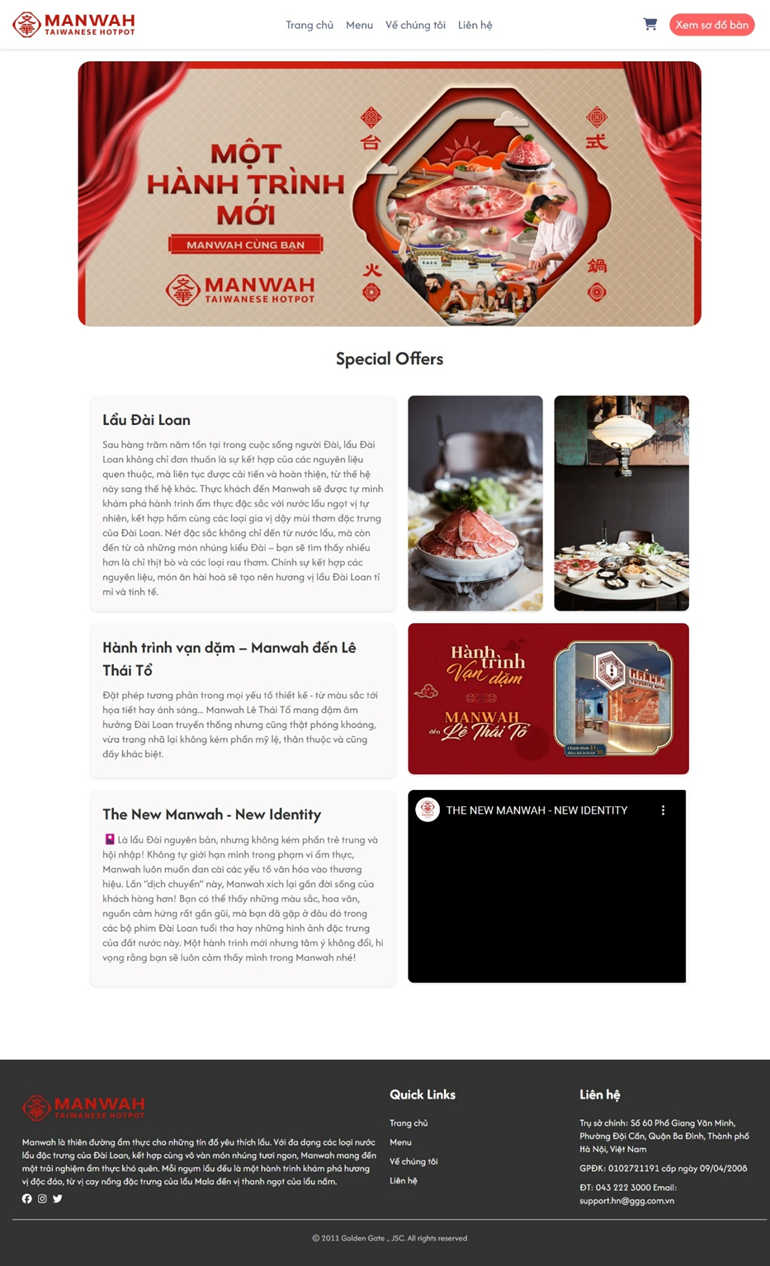 MANWAH
TAIWANESE HOTPOT
Trang chủ Menu Về chúng tôi Liên hệ
Xem sơ đồ bàn
MỘT
HÀNH TRÌNH
MỚI
MANWAH CÙNG BẠN
MANWAH
TAIWANESE HOTPOT
台 式
火 鍋
Special Offers
Lẩu Đài Loan
Sau hàng trăm năm tồn tại trong cuộc sống người Đài, lẩu Đài
Loan không chỉ đơn thuần là sự kết hợp của các nguyên liệu
quen thuộc, mà liên tục được cải tiến và hoàn thiện, từ thế hệ
này sang thế hệ khác. Thực khách đến Manwah sẽ được tự mình
khám phá hành trình ẩm thực đặc sắc với nước lẩu ngọt vị tự
nhiên, kết hợp hầm cùng các loại gia vị dậy mùi thơm đặc trưng
của Đài Loan. Nét đặc sắc không chỉ đến từ nước lẩu, mà còn
đến từ cả những món nhúng kiểu Đài – bạn sẽ tìm thấy nhiều
hơn là chỉ thịt bò và các loại rau thơm. Chính sự kết hợp các
nguyên liệu, món ăn hài hoà sẽ tạo nên hương vị lẩu Đài Loan tỉ
mỉ và tinh tế.
Hành trình vạn dặm – Manwah đến Lê
Thái Tổ
Đặt phép tương phản trong mọi yếu tố thiết kế - từ màu sắc tới
họa tiết hay ánh sáng... Manwah Lê Thái Tổ mang đậm âm
hưởng Đài Loan truyền thống nhưng cũng thật phóng khoáng,
vừa trang nhã lại không kém phần mỹ lệ, thân thuộc và cũng
đầy khác biệt.
Hành
trình
Vạn dặm
MANWAH
đến Lê Thái Tổ
MANWAH
The New Manwah - New Identity
Là lẩu Đài nguyên bản, nhưng không kém phần trẻ trung và
hội nhập! Không tự giới hạn mình trong phạm vi ẩm thực,
Manwah luôn muốn đan cài các yếu tố văn hóa vào thương
hiệu. Lần “dịch chuyển” này, Manwah xích lại gần đời sống của
khách hàng hơn! Bạn có thể thấy những màu sắc, hoa văn,
nguồn cảm hứng rất gần gũi, mà bạn đã gặp ở đâu đó trong
các bộ phim Đài Loan tuổi thơ hay những hình ảnh đặc trưng
của đất nước này. Một hành trình mới nhưng tâm ý không đổi, hi
vọng rằng bạn sẽ luôn cảm thấy mình trong Manwah nhé!
THE NEW MANWAH - NEW IDENTITY
MANWAH
TAIWANESE HOTPOT
Manwah là thiên đường ẩm thực cho những tín đồ yêu thích lẩu. Với đa dạng các loại nước
lẩu đặc trưng của Đài Loan, kết hợp cùng vô vàn món nhúng tươi ngon, Manwah mang đến
một trải nghiệm ẩm thực khó quên. Mỗi ngụm lẩu đều là một hành trình khám phá hương
vị độc đáo, từ vị cay nồng đặc trưng của lẩu Mala đến vị thanh ngọt của lẩu nấm.
Quick Links
Trang chủ
Menu
Về chúng tôi
Liên hệ
Liên hệ
Trụ sở chính: Số 60 Phố Giang Văn Minh,
Phường Đội Cấn, Quận Ba Đình, Thành phố
Hà Nội, Việt Nam
GPĐK: 0102721191 cấp ngày 09/04/2008
ĐT: 043 222 3000 Email:
support.hn@ggg.com.vn
© 2011 Golden Gate ., JSC. All rights reserved